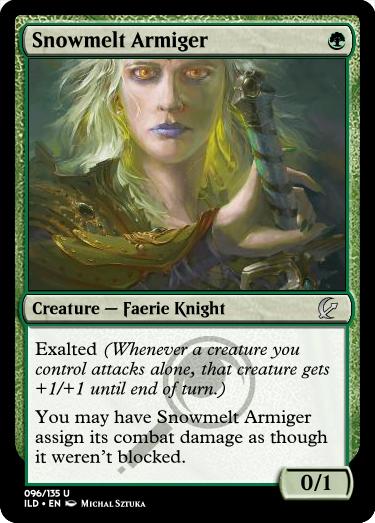 Snowmelt Armiger
Creature — Faerie Knight
Exalted (Whenever a creature you
control attacks alone, that creature gets
+1/+1 until end of turn.)
You may have Snowmelt Armiger
assign its combat damage as though
it weren't blocked.
0/1
096/135 U
ILD • EN Michal Sztuka